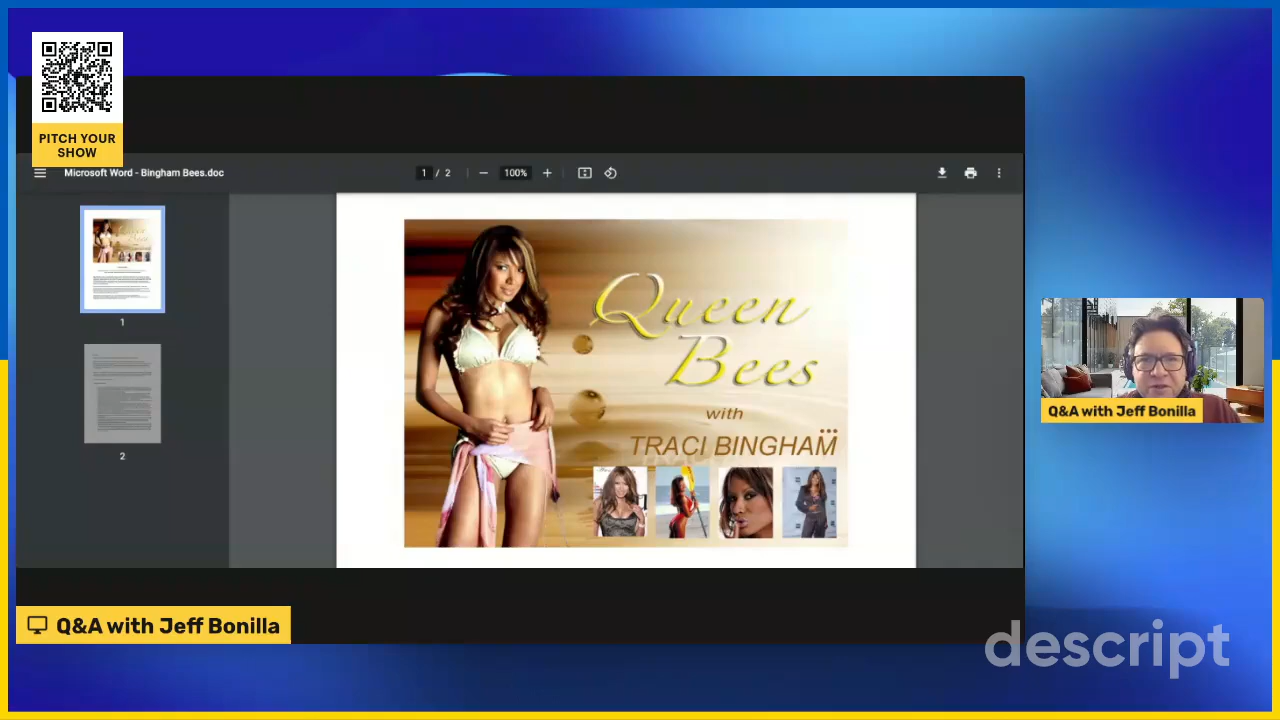 PITCH YOUR
SHOW
Microsoft Word - Bingham Bees.doc
1 / 2
100%
1
2
Queen
Bees
with
TRACI BINGHAM
Q&A with Jeff Bonilla
Q&A with Jeff Bonilla
descript